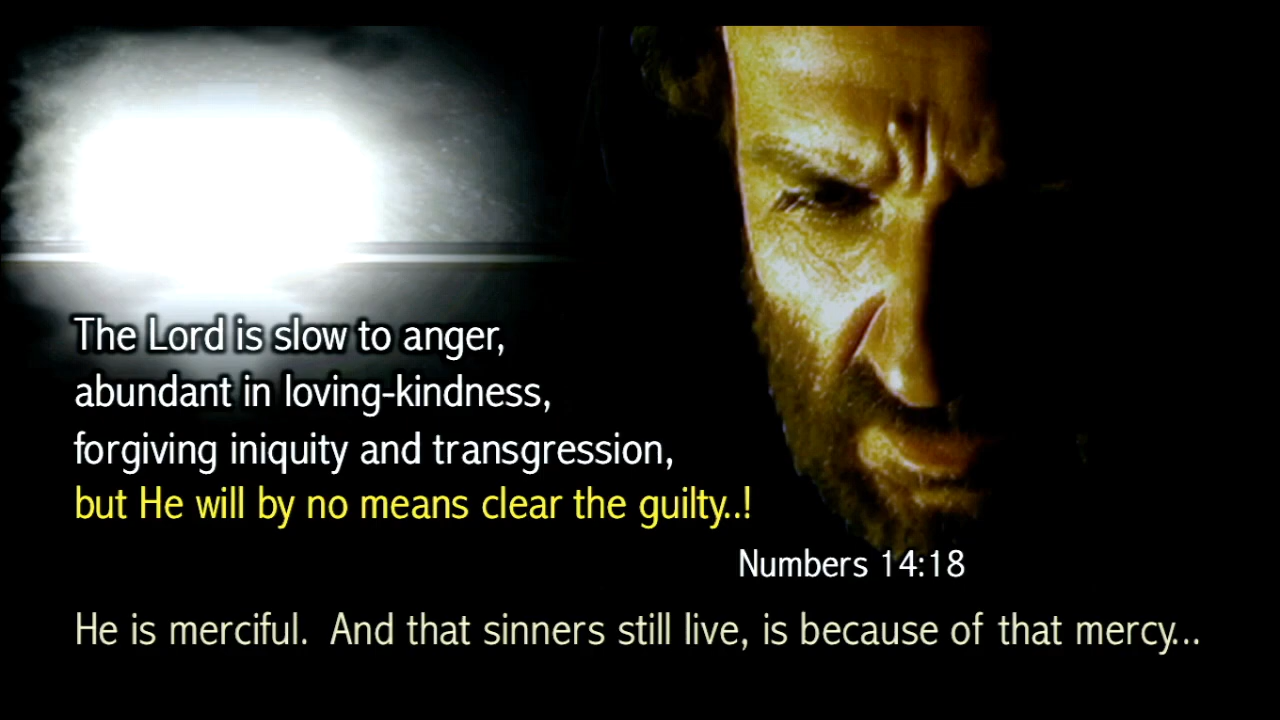 The Lord is slow to anger,
abundant in loving-kindness,
forgiving iniquity and transgression,
but He will by no means clear the guilty..!
Numbers 14:18
He is merciful.  And that sinners still live, is because of that mercy...